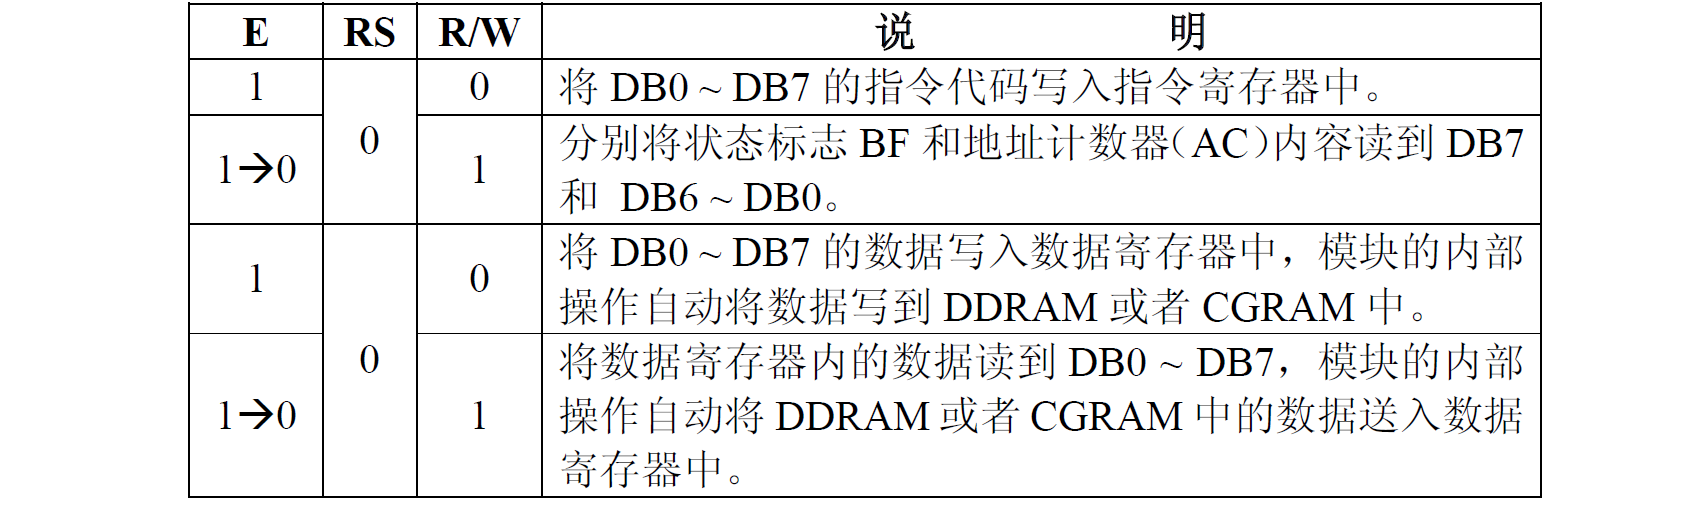 E RS R/W 说 明
1 0 将 DB0 ~ DB7 的指令代码写入指令寄存器中。
0
1→0 1 分别将状态标志 BF 和地址计数器(AC)内容读到 DB7
和 DB6 ~ DB0。
1 0 将 DB0 ~ DB7 的数据写入数据寄存器中，模块的内部
操作自动将数据写到 DDRAM 或者 CGRAM 中。
0
1→0 1 将数据寄存器内的数据读到 DB0 ~ DB7，模块的内部
操作自动将 DDRAM 或者 CGRAM 中的数据送入数据
寄存器中。